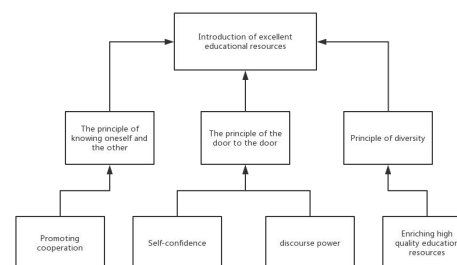 Introduction of excellent
educational resources
The principle of
knowing oneself and
the other
The principle of the
door to the door
Principle of diversity
Promoting
cooperation
Self-confidence
discourse power
Enriching high
quality education
resources